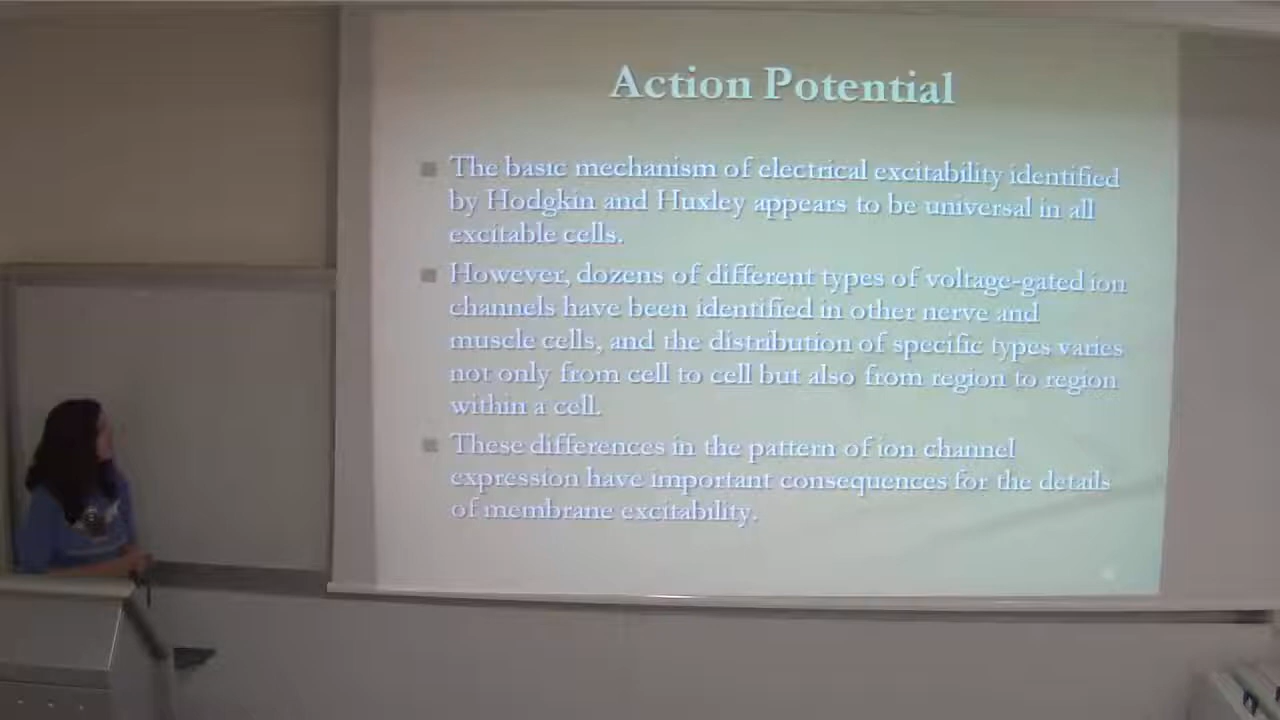 Action Potential
The basic mechanism of electrical excitability identified
by Hodgkin and Huxley appears to be universal in all
excitable cells.
However, dozens of different types of voltage-gated ion
channels have been identified in other nerve and
muscle cells, and the distribution of specific types varies
not only from cell to cell but also from region to region
within a cell.
These differences in the pattern of ion channel
expression have important consequences for the details
of membrane excitability.